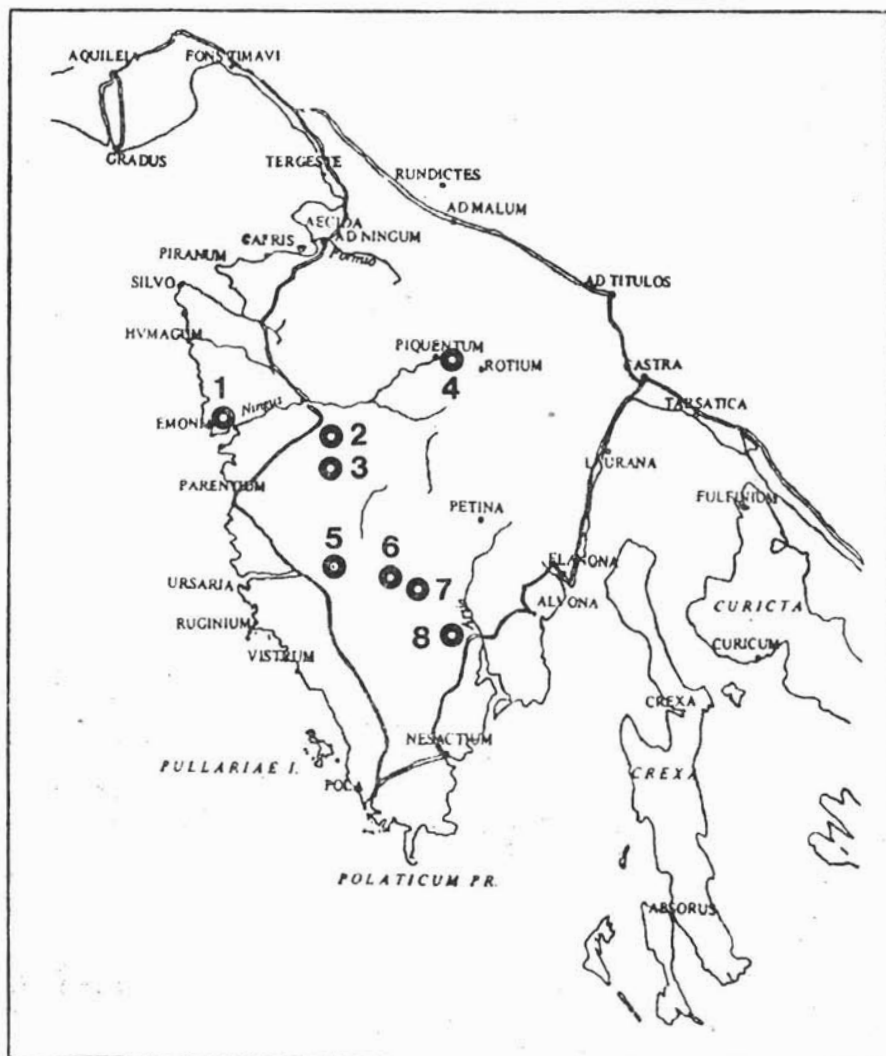 AQUILEIA
FONS TIMAVI
GRADUS
TERGESTE
RUNDICTES
AD MALUM
AEGIDA
CAPRIS
AD NINGUM
PIRANUM
Formio
SILVO
AD TITULOS
HVMAGUM
PIQUENTUM
ROTIUM
4
CASTRA
TARSATICA
1
Ningus
EMONIA
2
3
LAURANA
PARENTIUM
PETINA
FULFINIUM
5
6
7
FLANONA
URSARIA
ALVONA
CURICTA
RUGINIUM
8
CURICUM
VISTRUM
CREXA
NESACTIUM
PULLARIAE I.
CREXA
POLA
POLATICUM PR.
ABSORUS